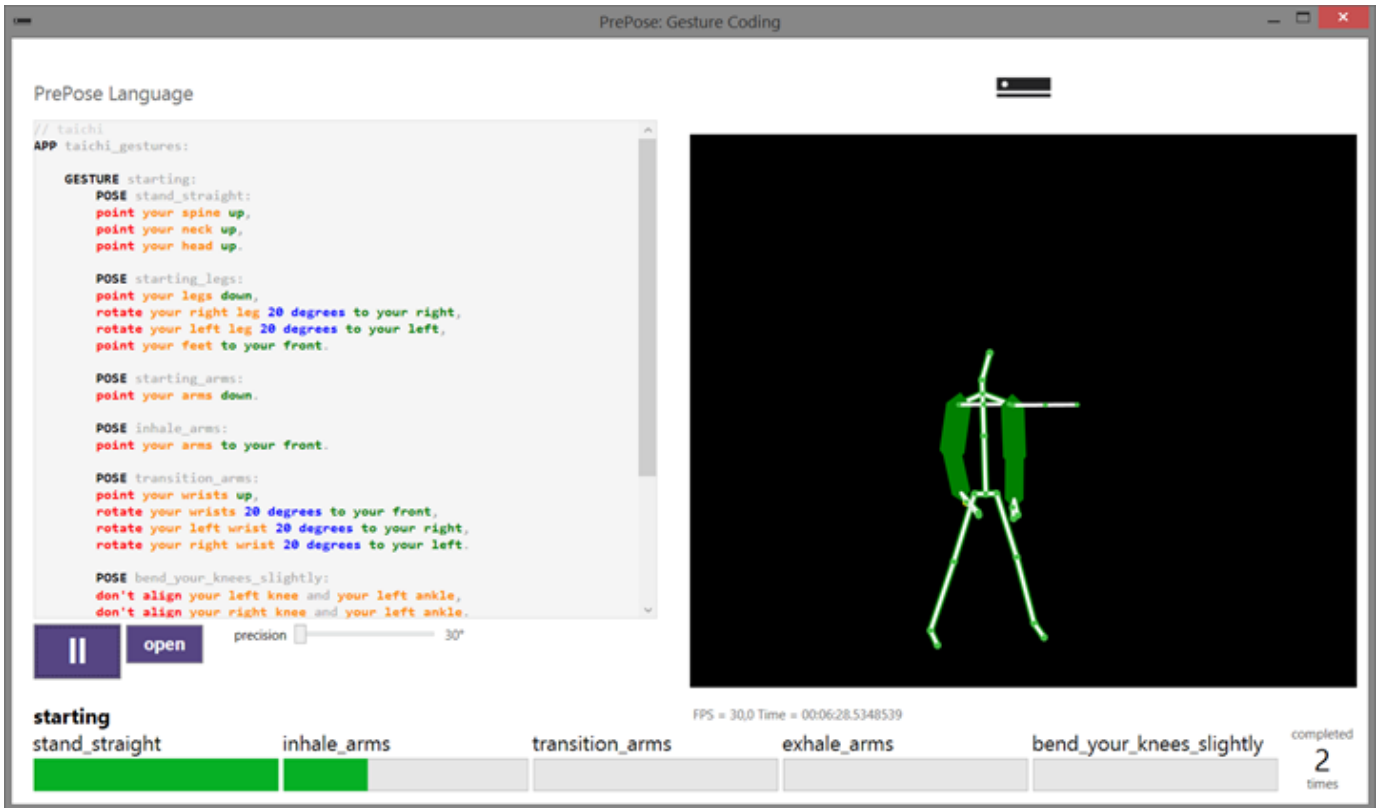 PrePose: Gesture Coding
PrePose Language
// taichi
APP taichi_gestures:
GESTURE starting:
POSE stand_straight:
point your spine up,
point your neck up,
point your head up.
POSE starting_legs:
point your legs down,
rotate your right leg 20 degrees to your right,
rotate your left leg 20 degrees to your left,
point your feet to your front.
POSE starting_arms:
point your arms down.
POSE inhale_arms:
point your arms to your front.
POSE transition_arms:
point your wrists up,
rotate your wrists 20 degrees to your front,
rotate your left wrist 20 degrees to your right,
rotate your right wrist 20 degrees to your left.
POSE bend_your_knees_slightly:
don't align your left knee and your left ankle,
don't align your right knee and your left ankle.
open
precision 30°
FPS = 30,0 Time = 00:06:28.5348539
starting
stand_straight inhale_arms transition_arms exhale_arms bend_your_knees_slightly
completed
2
times